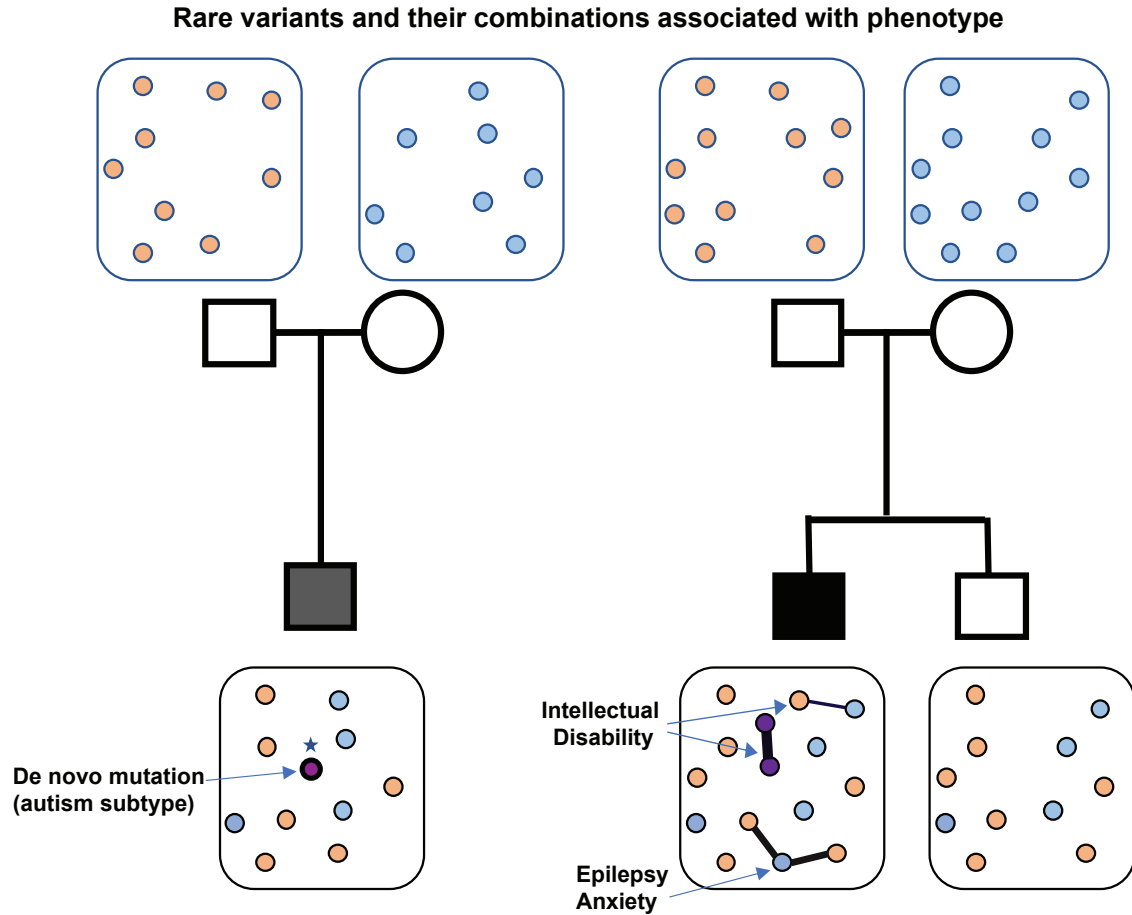 Rare variants and their combinations associated with phenotype
De novo mutation
(autism subtype)
Intellectual
Disability
Epilepsy
Anxiety